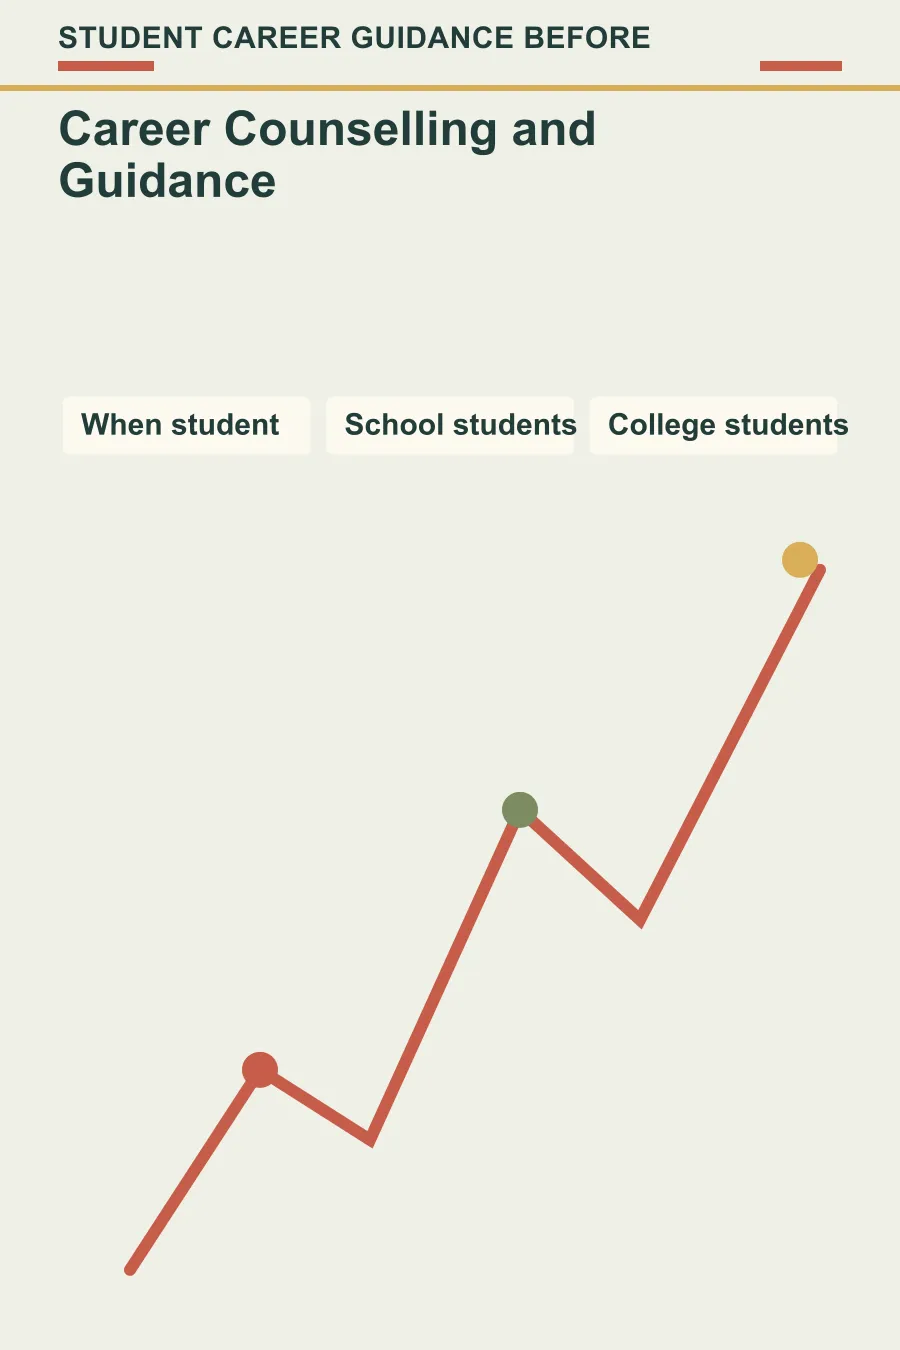 STUDENT CAREER GUIDANCE BEFORE
Career Counselling and
Guidance
When student
School students
College students